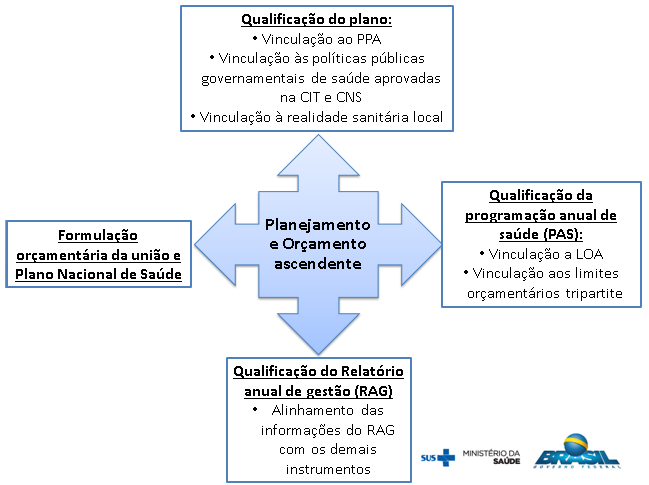 Qualificação do plano:
• Vinculação ao PPA
• Vinculação às políticas públicas
governamentais de saúde aprovadas
na CIT e CNS
• Vinculação à realidade sanitária local
Formulação
orçamentária da união e
Plano Nacional de Saúde
Planejamento
e Orçamento
ascendente
Qualificação da
programação anual de
saúde (PAS):
• Vinculação a LOA
• Vinculação aos limites
orçamentários tripartite
Qualificação do Relatório
anual de gestão (RAG)
• Alinhamento das
informações do RAG
com os demais
instrumentos
SUS
MINISTÉRIO DA
SAÚDE
BRASIL
GOVERNO FEDERAL